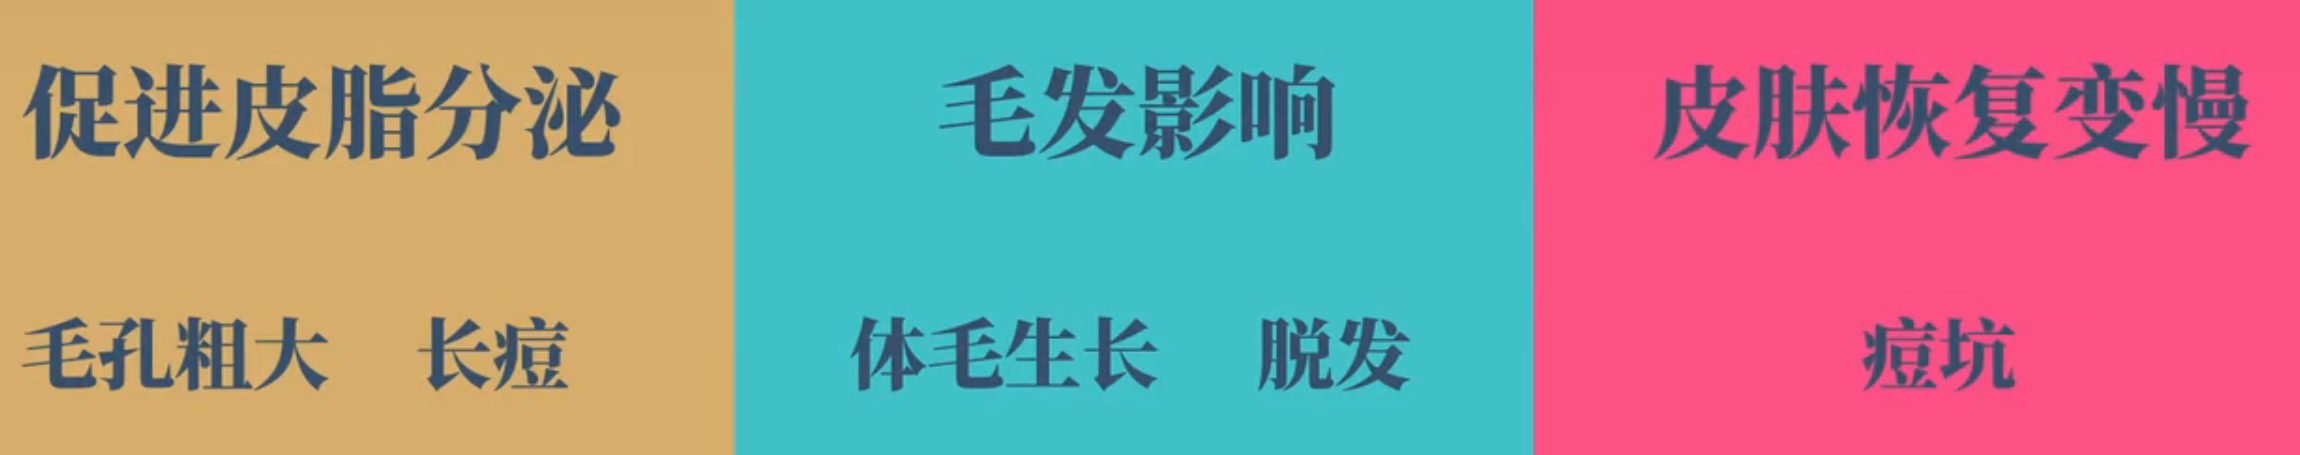 促进皮脂分泌
毛孔粗大 长痘
毛发影响
体毛生长 脱发
皮肤恢复变慢
痘坑